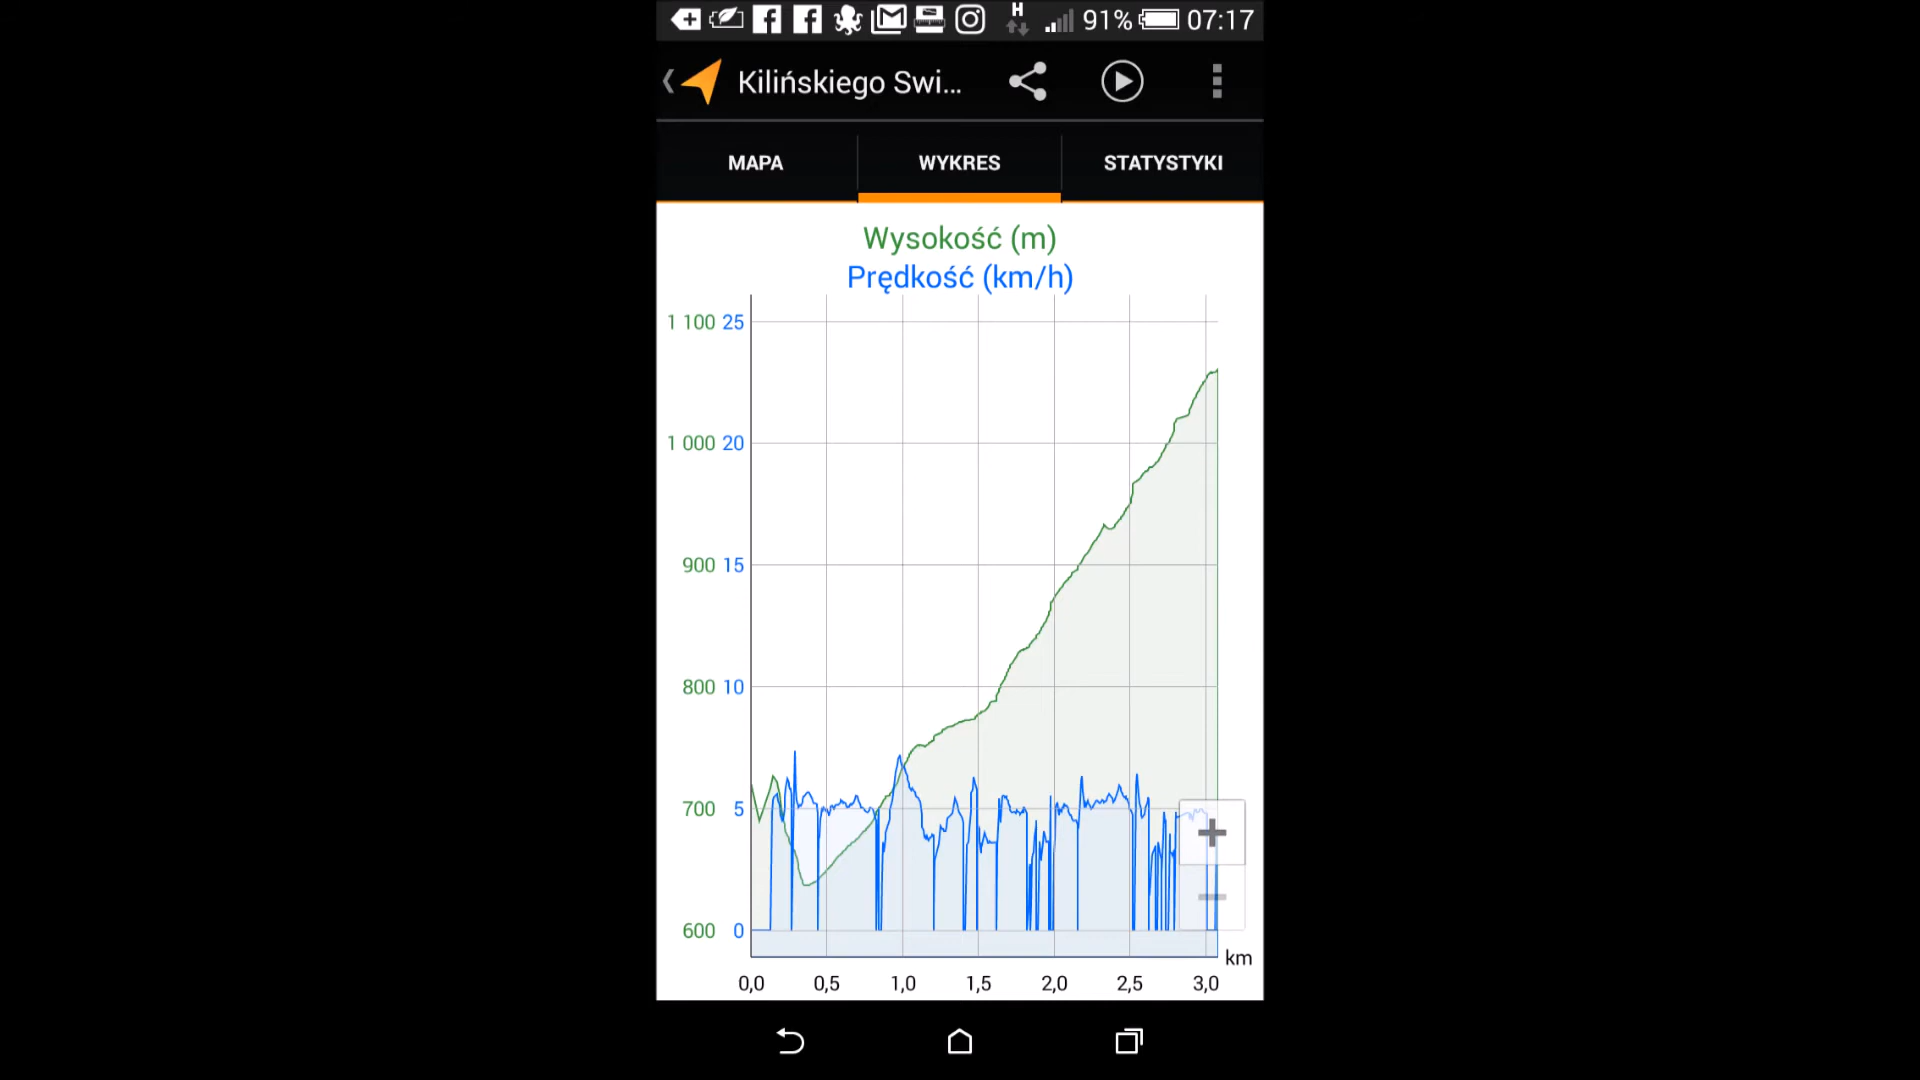 H 91% 07:17
Kilińskiego Swi...
MAPA WYKRES STATYSTYKI
Wysokość (m)
Prędkość (km/h)
1 100 25
1 000 20
900 15
800 10
700 5
600 0
km
0,0 0,5 1,0 1,5 2,0 2,5 3,0